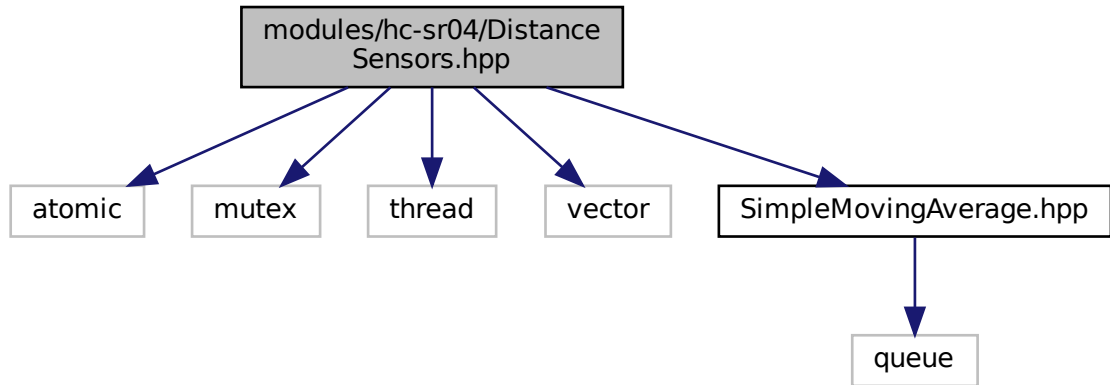 modules/hc-sr04/Distance
Sensors.hpp
atomic
mutex
thread
vector
SimpleMovingAverage.hpp
queue